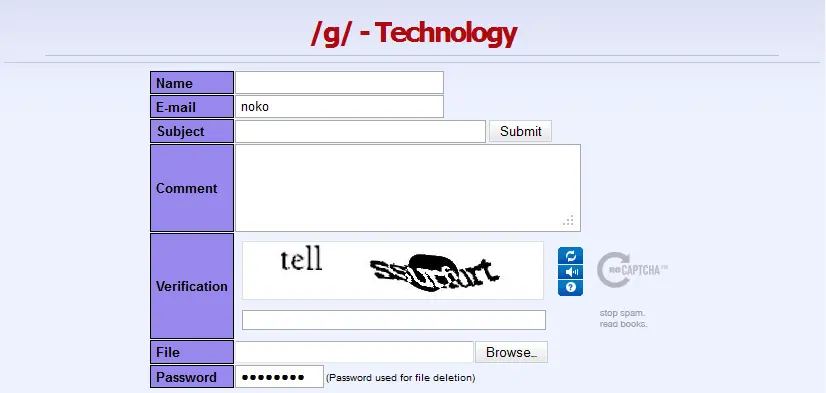 /g/ - Technology
Name
E-mail noko
Subject Submit
Comment
Verification tell
reCAPTCHA™
stop spam.
read books.
File Browse...
Password •••••••• (Password used for file deletion)